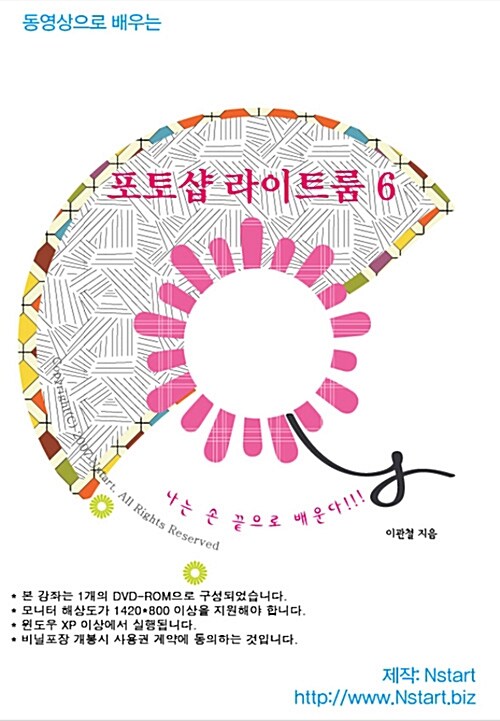 동영상으로 배우는
포토샵 라이트룸 6
Copyright(C) 2007 Nstart. All Rights Reserved
나는 손 끝으로 배운다!!!
이관철 지음
* 본 강좌는 1개의 DVD-ROM으로 구성되었습니다.
* 모니터 해상도가 1420*800 이상을 지원해야 합니다.
* 윈도우 XP 이상에서 실행됩니다.
* 비닐포장 개봉시 사용권 계약에 동의하는 것입니다.
제작: Nstart
http://www.Nstart.biz